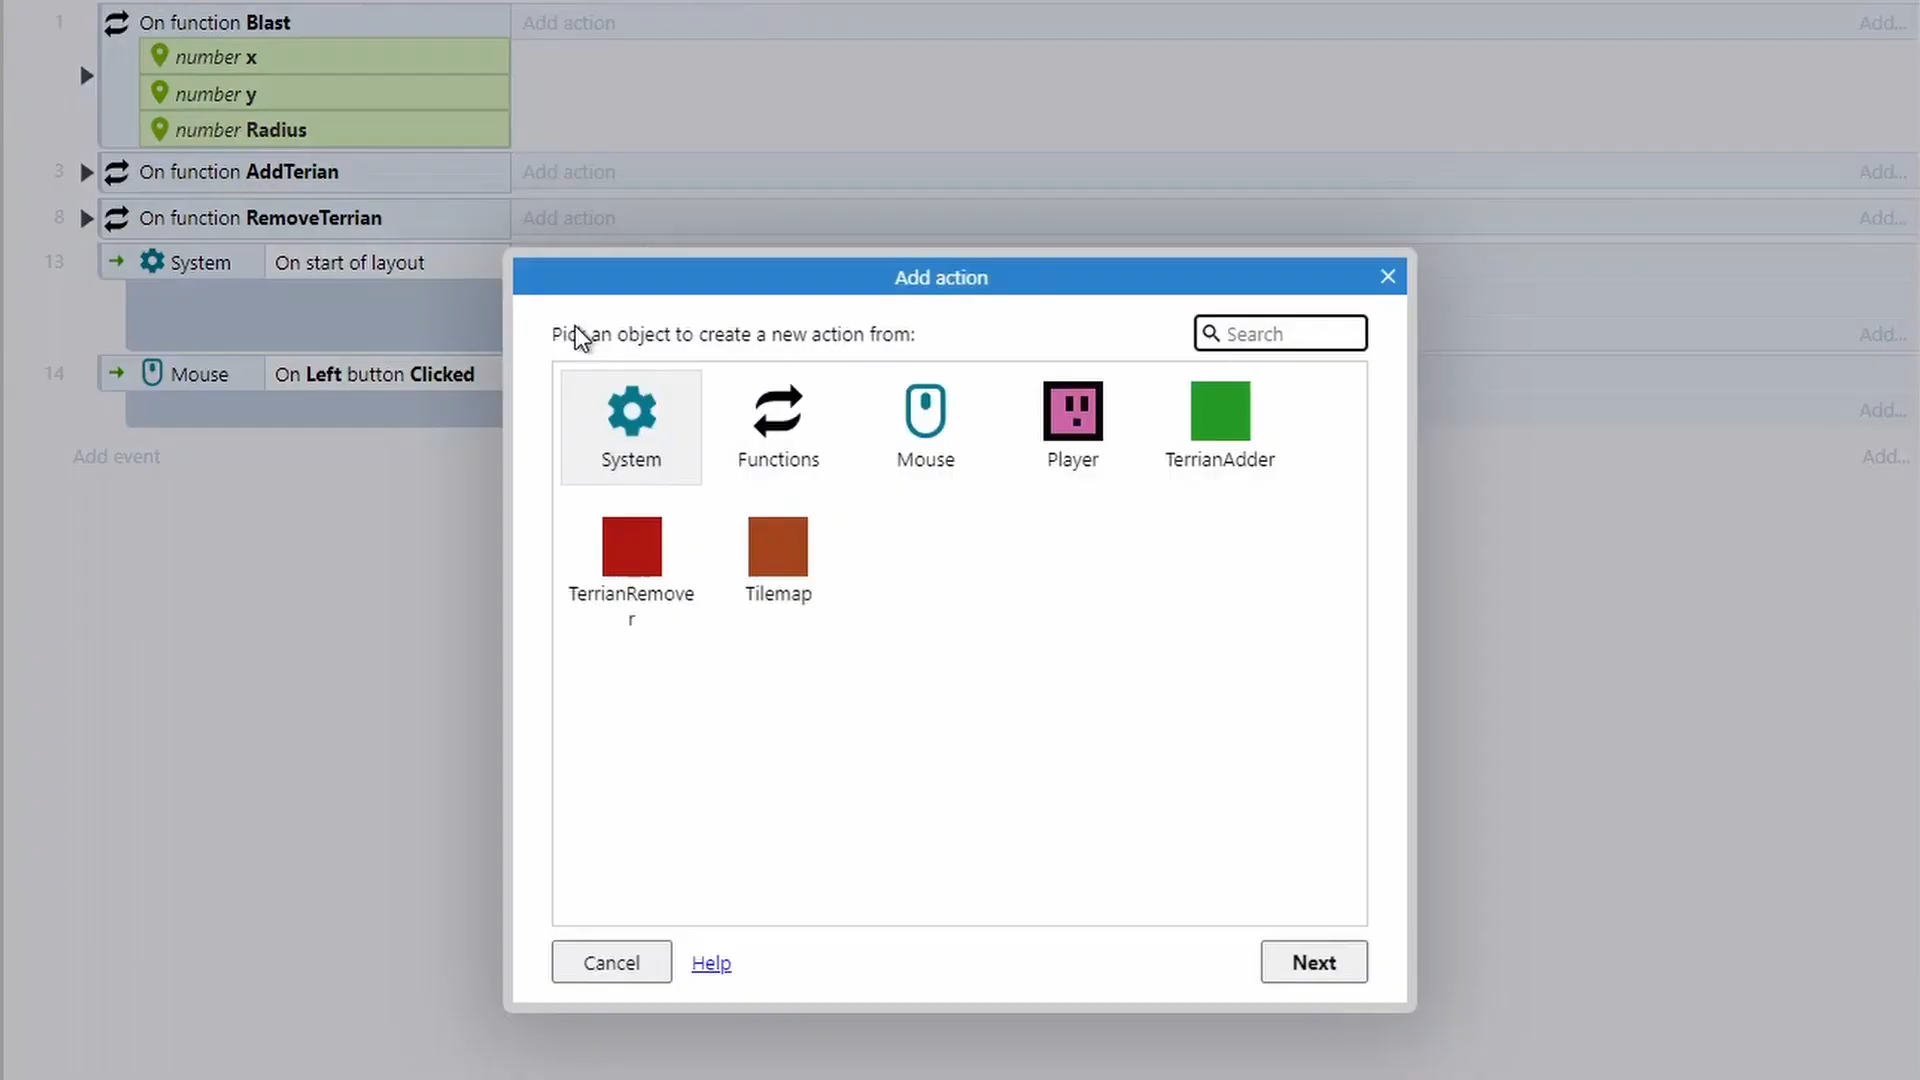 1 On function Blast Add action Add...
number x
number y
number Radius
3 On function AddTerian Add action Add...
8 On function RemoveTerrian Add action Add...
13 System On start of layout
Add action
Pick an object to create a new action from:
Search
Add...
14 Mouse On Left button Clicked
System Functions Mouse Player TerrianAdder
Add...
Add event Add...
TerrianRemove
r
Tilemap
Cancel Help Next